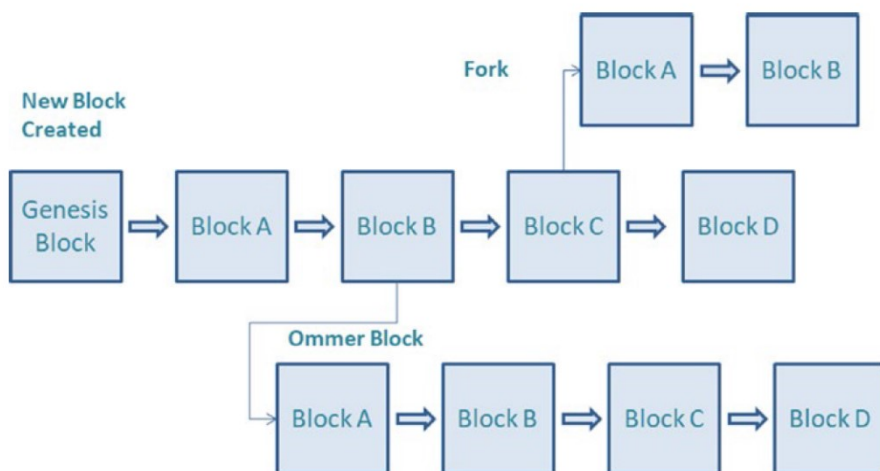 Fork
Block A
Block B
New Block
Created
Genesis
Block
Block A
Block B
Block C
Block D
Ommer Block
Block A
Block B
Block C
Block D